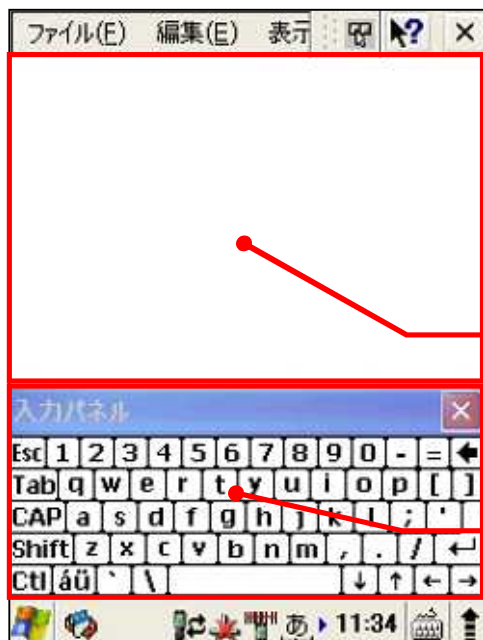 ファイル(F) 編集(E) 表示
入力パネル
Esc 1 2 3 4 5 6 7 8 9 0 - =
Tab q w e r t y u i o p [ ]
CAP a s d f g h j k l ; '
Shift z x c v b n m , . /
Ctl áü ` \
あ 11:34